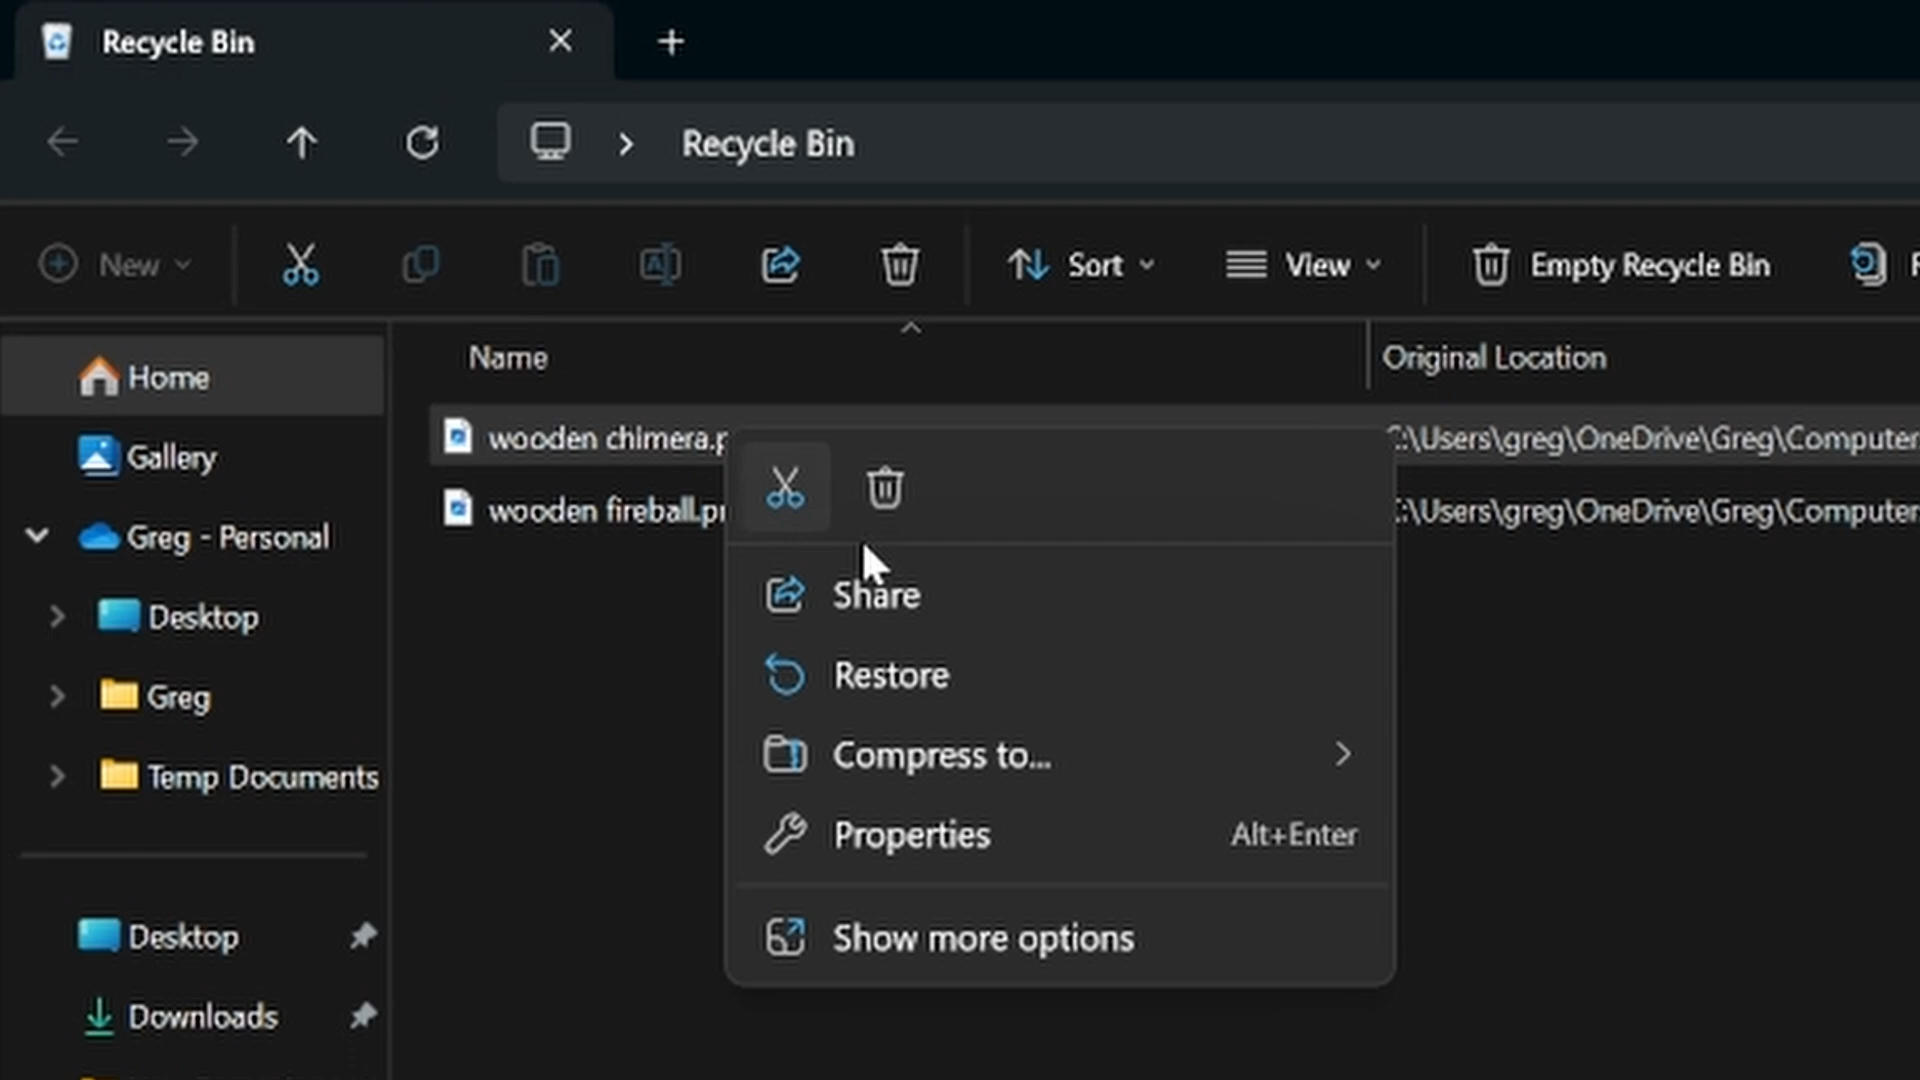 Recycle Bin
Recycle Bin
New
Sort
View
Empty Recycle Bin
Name
Original Location
Home
Gallery
Greg - Personal
Desktop
Greg
Temp Documents
Desktop
Downloads
wooden chimera.p
C:\Users\greg\OneDrive\Greg\Computer
wooden fireball.pr
:\Users\greg\OneDrive\Greg\Computer
Share
Restore
Compress to...
Properties
Alt+Enter
Show more options